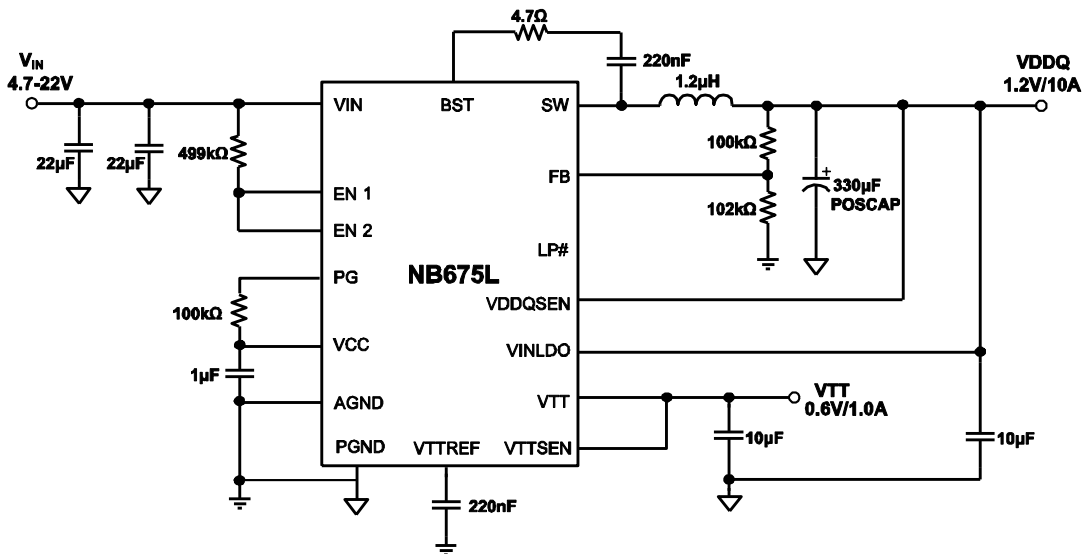 4.7Ω
220nF
V_IN
4.7-22V
VIN
BST
SW
1.2μH
VDDQ
1.2V/10A
22μF
22μF
499kΩ
100kΩ
FB
EN 1
102kΩ
330μF
POSCAP
+
EN 2
LP#
NB675L
PG
VDDQSEN
100kΩ
VCC
VINLDO
1μF
AGND
VTT
VTT
0.6V/1.0A
PGND
VTTREF
VTTSEN
10μF
10μF
220nF